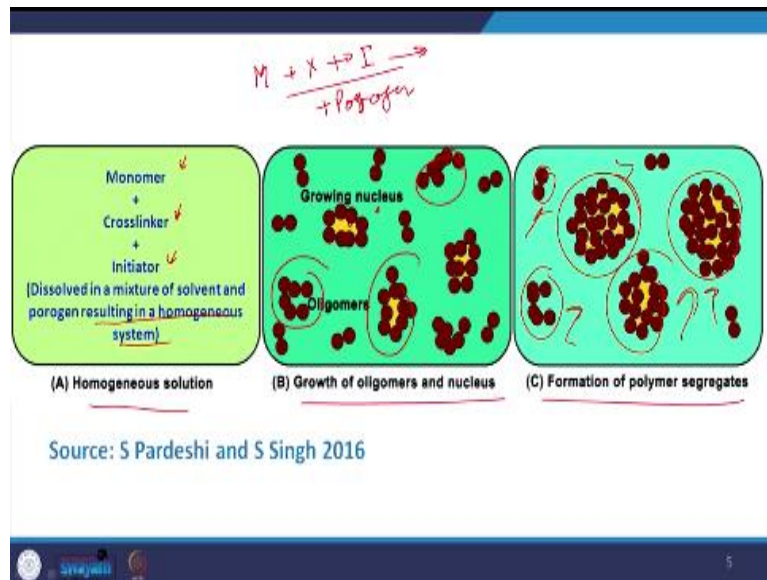 M + X + I →
+ Porogen
Monomer
+
Crosslinker
+
Initiator
(Dissolved in a mixture of solvent and
porogen resulting in a homogeneous
system)
Growing nucleus
Oligomers
(A) Homogeneous solution
(B) Growth of oligomers and nucleus
(C) Formation of polymer segregates
Source: S Pardeshi and S Singh 2016
swayam
5